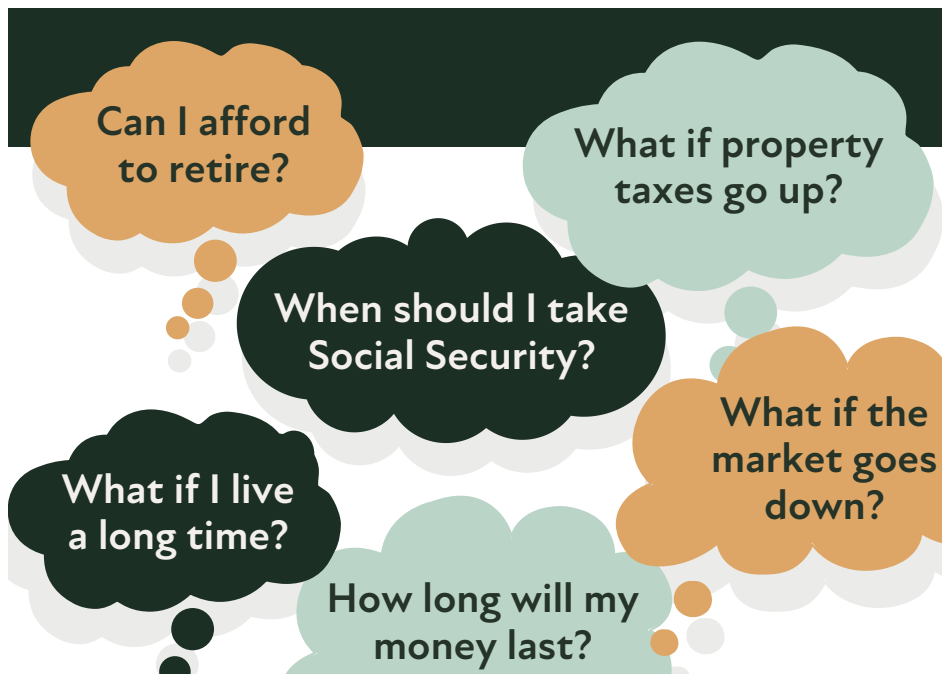 Can I afford
to retire?
What if property
taxes go up?
When should I take
Social Security?
What if the
market goes
down?
What if I live
a long time?
How long will my
money last?